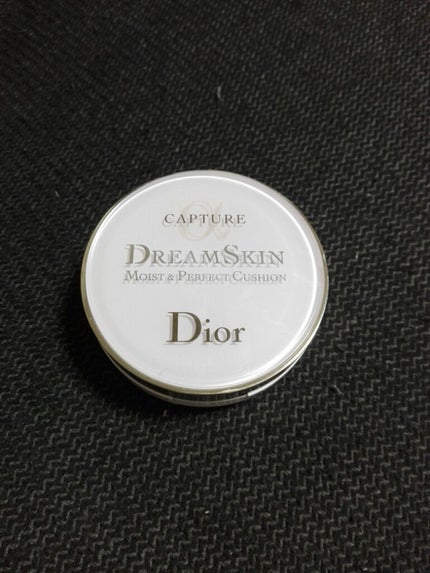 CAPTURE
DREAMSKIN
MOIST & PERFECT CUSHION
Dior